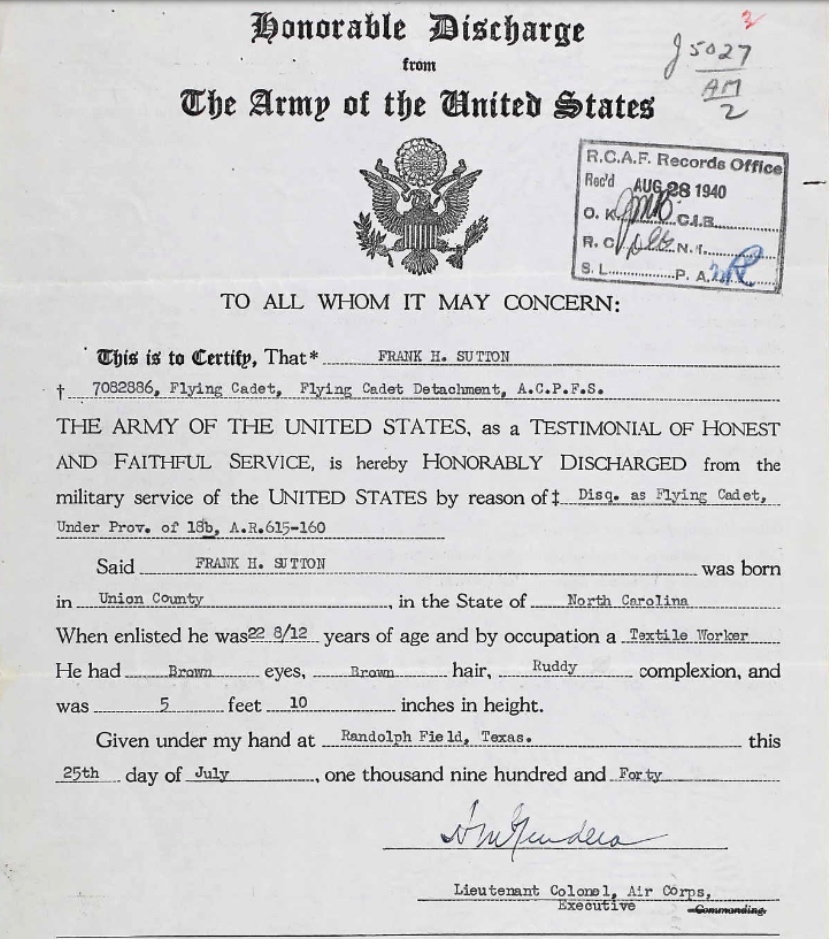 Honorable Discharge
from
The Army of the United States
2
J5027
AM
2
R.C.A.F. Records Office
Rec'd AUG 28 1940
O. K. C.I.B.
R. C. N. I.
S. L. P. A.
TO ALL WHOM IT MAY CONCERN:
This is to Certify, That* FRANK H. SUTTON
† 7082886, Flying Cadet, Flying Cadet Detachment, A.C.P.F.S.
THE ARMY OF THE UNITED STATES, as a TESTIMONIAL OF HONEST
AND FAITHFUL SERVICE, is hereby HONORABLY DISCHARGED from the
military service of the UNITED STATES by reason of‡ Disq. as Flying Cadet,
Under Prov. of 18b, A.R.615-160
Said FRANK H. SUTTON was born
in Union County, in the State of North Carolina
When enlisted he was 22 8/12 years of age and by occupation a Textile Worker
He had Brown eyes, Brown hair, Ruddy complexion, and
was 5 feet 10 inches in height.
Given under my hand at Randolph Field, Texas. this
25th day of July, one thousand nine hundred and Forty
Lieutenant Colonel, Air Corps,
Executive Commanding.